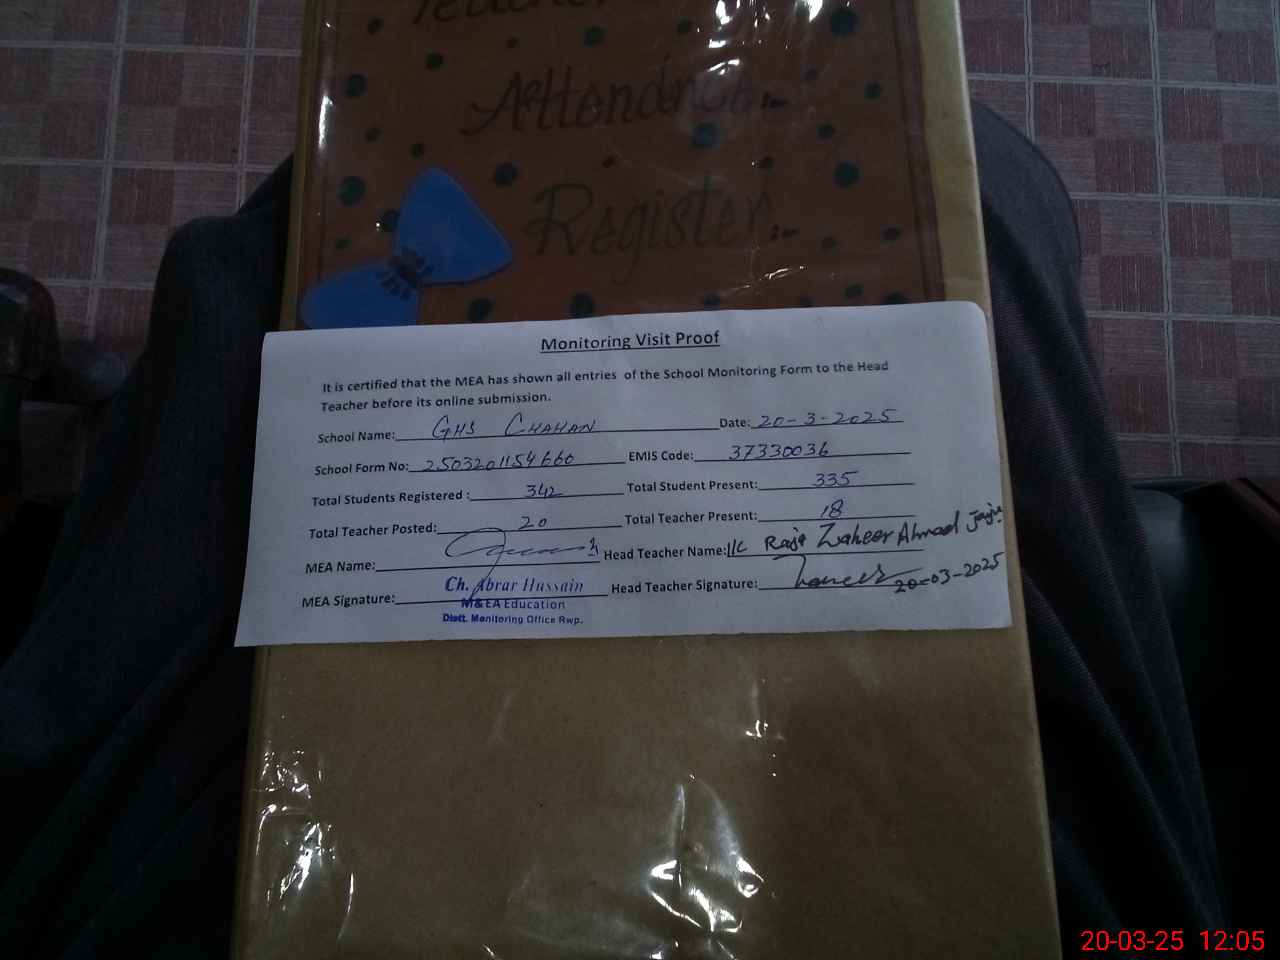 Teacher
Attendnce
Register
Monitoring Visit Proof
It is certified that the MEA has shown all entries of the School Monitoring Form to the Head
Teacher before its online submission.
School Name: GHS CHAHAN Date: 20-3-2025
School Form No: 2503201154660 EMIS Code: 37330036
Total Students Registered : 342 Total Student Present: 335
Total Teacher Posted: 20 Total Teacher Present: 18
MEA Name: Head Teacher Name: I/C Raja Zaheer Ahmad
MEA Signature: Ch. Abrar Hussain Head Teacher Signature: 20-03-2025
M&EA Education
Distt. Monitoring Office Rwp.
20-03-25 12:05